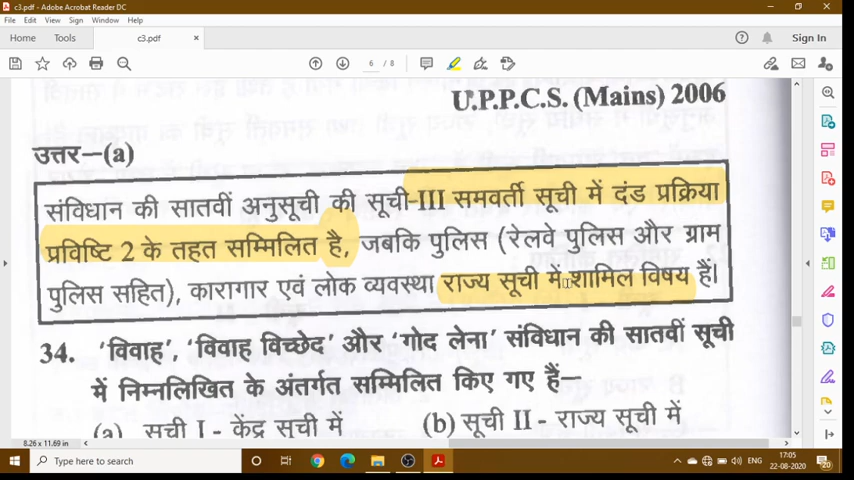 c3.pdf - Adobe Acrobat Reader DC
File Edit View Sign Window Help
Home Tools c3.pdf × Sign In
6 / 8
U.P.P.C.S. (Mains) 2006
उत्तर–(a)
संविधान की सातवीं अनुसूची की सूची-III समवर्ती सूची में दंड प्रक्रिया
प्रविष्टि 2 के तहत सम्मिलित है, जबकि पुलिस (रेलवे पुलिस और ग्राम
पुलिस सहित), कारागार एवं लोक व्यवस्था राज्य सूची में शामिल विषय हैं।
34. 'विवाह', 'विवाह विच्छेद' और 'गोद लेना' संविधान की सातवीं सूची
में निम्नलिखित के अंतर्गत सम्मिलित किए गए हैं–
(a) सूची I - केंद्र सूची में (b) सूची II - राज्य सूची में
8.26 x 11.69 in
Type here to search
17:05
22-08-2020
20